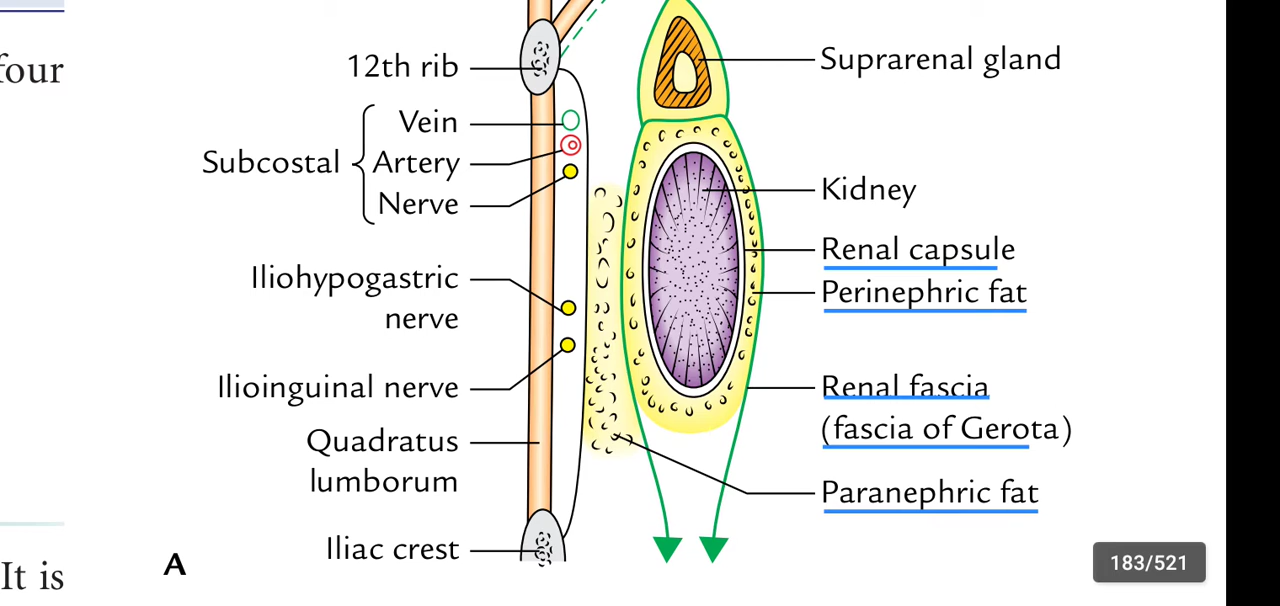 four
It is
12th rib
Vein
Subcostal
Artery
Nerve
Iliohypogastric
nerve
Ilioinguinal nerve
Quadratus
lumborum
Iliac crest
A
Suprarenal gland
Kidney
Renal capsule
Perinephric fat
Renal fascia
(fascia of Gerota)
Paranephric fat
183/521